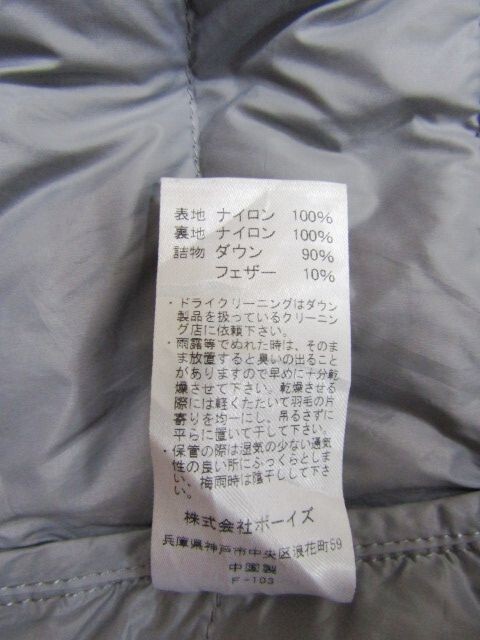 表地 ナイロン 100%
裏地 ナイロン 100%
詰物 ダウン 90%
フェザー 10%
・ドライクリーニングはダウン
製品を扱っているクリーニン
グ店に依頼下さい。
・雨露等でぬれた時は、そのま
ま放置すると臭いの出ること
がありますので早めに十分乾
燥させて下さい。乾燥させる
際には軽くたたいて羽毛の片
寄りを均一にし、吊るさずに
平らに置いて干して下さい。
・保管の際は湿気の少ない通気
性の良い所にふっくらとしま
い、梅雨時は陰干しして下さ
い。
株式会社ボーイズ
兵庫県神戸市中央区浪花町59
中国製
F-103